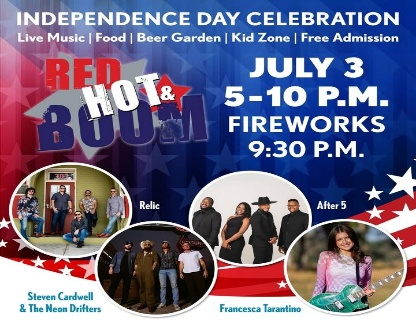 INDEPENDENCE DAY CELEBRATION
Live Music | Food | Beer Garden | Kid Zone | Free Admission
RED
HOT &
BOOM
JULY 3
5-10 P.M.
FIREWORKS
9:30 P.M.
Relic
After 5
Steven Cardwell
& The Neon Drifters
Francesca Tarantino